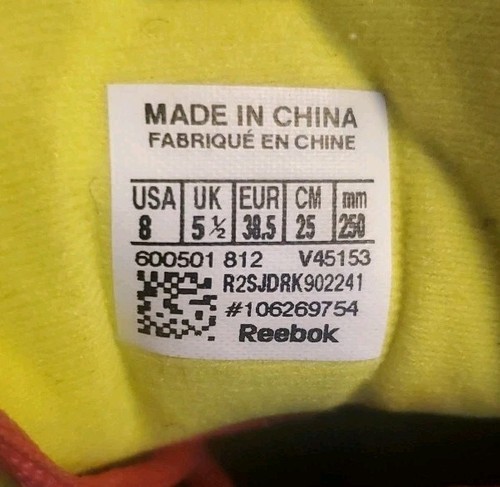 MADE IN CHINA
FABRIQUÉ EN CHINE
USA UK EUR CM mm
8 5 ½ 38.5 25 250
600501 812 V45153
R2SJDRK902241
#106269754
Reebok